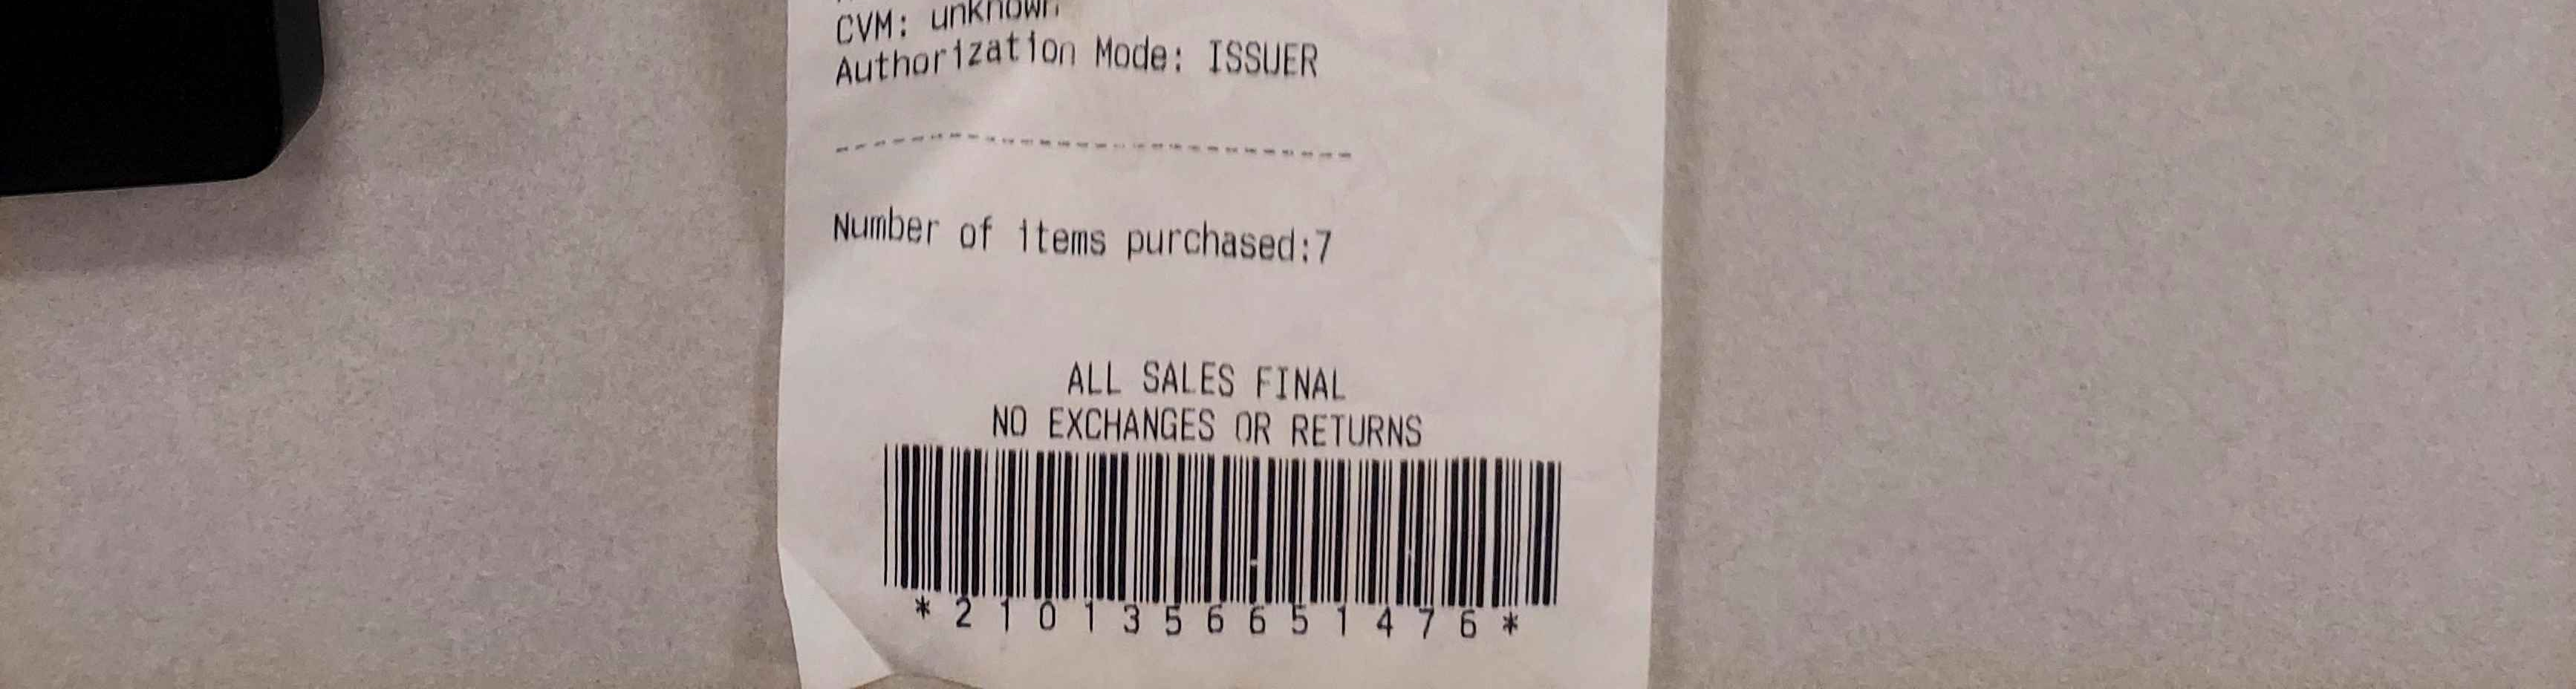 CVM: unknown
Authorization Mode: ISSUER
--------------------------
Number of items purchased:7
ALL SALES FINAL
NO EXCHANGES OR RETURNS
*2101356651476*